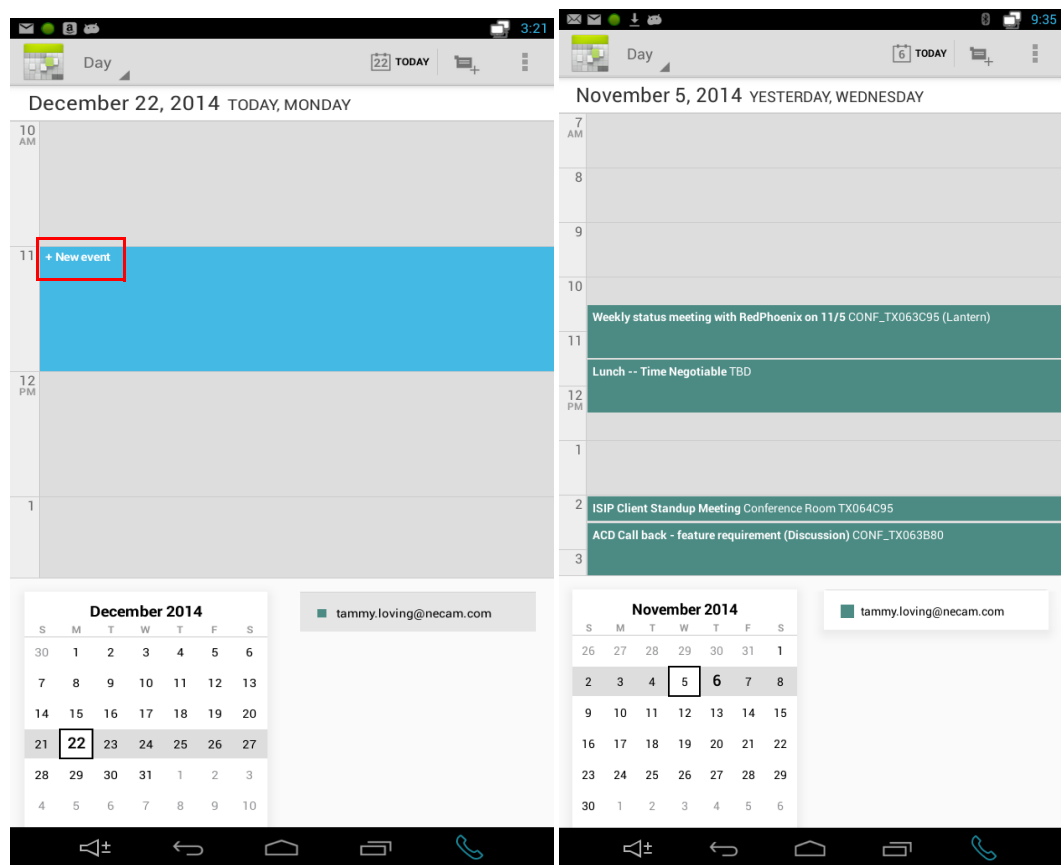 3:21
Day
22 TODAY
December 22, 2014 TODAY, MONDAY
10
AM
11 + New event
12
PM
1
December 2014
S M T W T F S
30 1 2 3 4 5 6
7 8 9 10 11 12 13
14 15 16 17 18 19 20
21 22 23 24 25 26 27
28 29 30 31 1 2 3
4 5 6 7 8 9 10
tammy.loving@necam.com
9:35
Day
6 TODAY
November 5, 2014 YESTERDAY, WEDNESDAY
7
AM
8
9
10
Weekly status meeting with RedPhoenix on 11/5 CONF_TX063C95 (Lantern)
11
Lunch -- Time Negotiable TBD
12
PM
1
2 ISIP Client Standup Meeting Conference Room TX064C95
ACD Call back - feature requirement (Discussion) CONF_TX063B80
3
November 2014
S M T W T F S
26 27 28 29 30 31 1
2 3 4 5 6 7 8
9 10 11 12 13 14 15
16 17 18 19 20 21 22
23 24 25 26 27 28 29
30 1 2 3 4 5 6
tammy.loving@necam.com